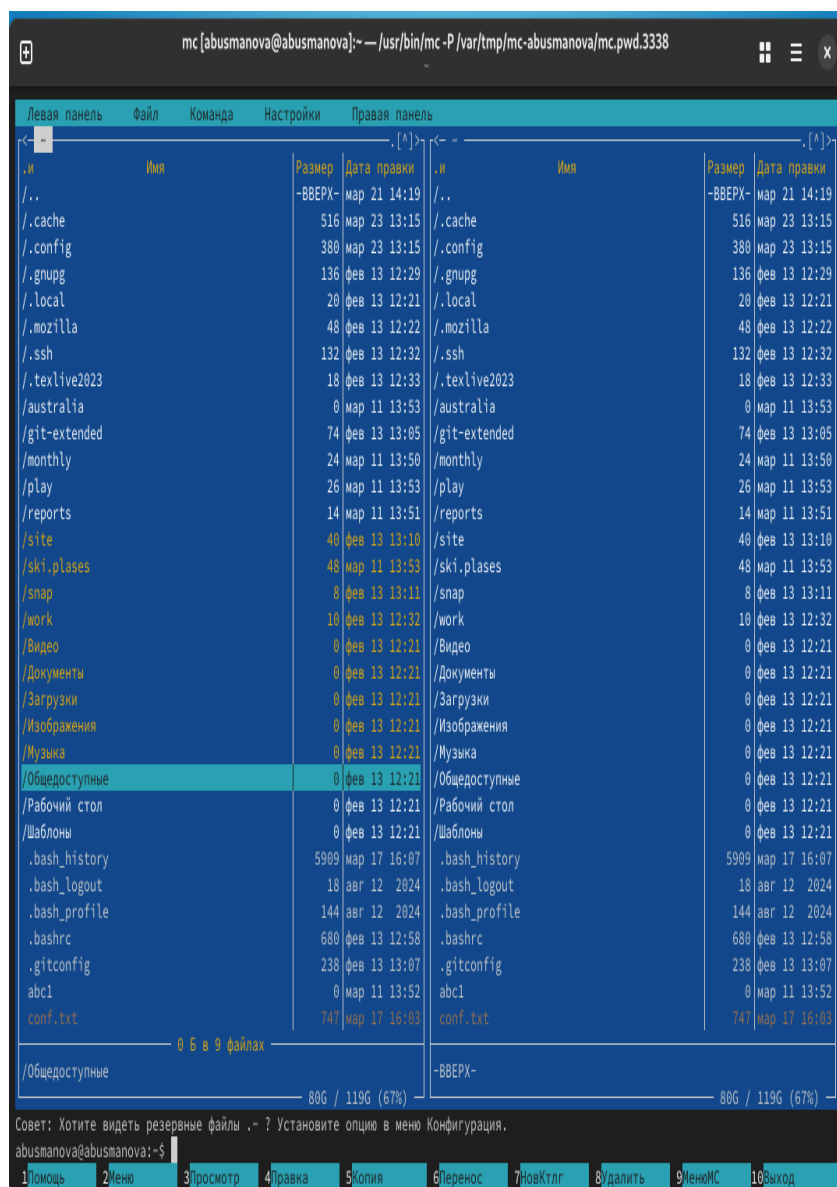 mc [abusmanova@abusmanova]:~ — /usr/bin/mc -P /var/tmp/mc-abusmanova/mc.pwd.3338
~
Левая панель Файл Команда Настройки Правая панель
<— ~ .[^]> <— ~ .[^]>
.и Имя Размер Дата правки .и Имя Размер Дата правки
/.. -ВВЕРХ- мар 21 14:19 /.. -ВВЕРХ- мар 21 14:19
/.cache 516 мар 23 13:15 /.cache 516 мар 23 13:15
/.config 380 мар 23 13:15 /.config 380 мар 23 13:15
/.gnupg 136 фев 13 12:29 /.gnupg 136 фев 13 12:29
/.local 20 фев 13 12:21 /.local 20 фев 13 12:21
/.mozilla 48 фев 13 12:22 /.mozilla 48 фев 13 12:22
/.ssh 132 фев 13 12:32 /.ssh 132 фев 13 12:32
/.texlive2023 18 фев 13 12:33 /.texlive2023 18 фев 13 12:33
/australia 0 мар 11 13:53 /australia 0 мар 11 13:53
/git-extended 74 фев 13 13:05 /git-extended 74 фев 13 13:05
/monthly 24 мар 11 13:50 /monthly 24 мар 11 13:50
/play 26 мар 11 13:53 /play 26 мар 11 13:53
/reports 14 мар 11 13:51 /reports 14 мар 11 13:51
/site 40 фев 13 13:10 /site 40 фев 13 13:10
/ski.plases 48 мар 11 13:53 /ski.plases 48 мар 11 13:53
/snap 8 фев 13 13:11 /snap 8 фев 13 13:11
/work 10 фев 13 12:32 /work 10 фев 13 12:32
/Видео 0 фев 13 12:21 /Видео 0 фев 13 12:21
/Документы 0 фев 13 12:21 /Документы 0 фев 13 12:21
/Загрузки 0 фев 13 12:21 /Загрузки 0 фев 13 12:21
/Изображения 0 фев 13 12:21 /Изображения 0 фев 13 12:21
/Музыка 0 фев 13 12:21 /Музыка 0 фев 13 12:21
/Общедоступные 0 фев 13 12:21 /Общедоступные 0 фев 13 12:21
/Рабочий стол 0 фев 13 12:21 /Рабочий стол 0 фев 13 12:21
/Шаблоны 0 фев 13 12:21 /Шаблоны 0 фев 13 12:21
.bash_history 5909 мар 17 16:07 .bash_history 5909 мар 17 16:07
.bash_logout 18 авг 12 2024 .bash_logout 18 авг 12 2024
.bash_profile 144 авг 12 2024 .bash_profile 144 авг 12 2024
.bashrc 680 фев 13 12:58 .bashrc 680 фев 13 12:58
.gitconfig 238 фев 13 13:07 .gitconfig 238 фев 13 13:07
abc1 0 мар 11 13:52 abc1 0 мар 11 13:52
conf.txt 747 мар 17 16:03 conf.txt 747 мар 17 16:03
0 Б в 9 файлах
/Общедоступные -ВВЕРХ-
80G / 119G (67%) 80G / 119G (67%)
Совет: Хотите видеть резервные файлы .~ ? Установите опцию в меню Конфигурация.
abusmanova@abusmanova:~$
1Помощь 2Меню 3Просмотр 4Правка 5Копия 6Перенос 7НовКтлг 8Удалить 9МенюМС 10Выход